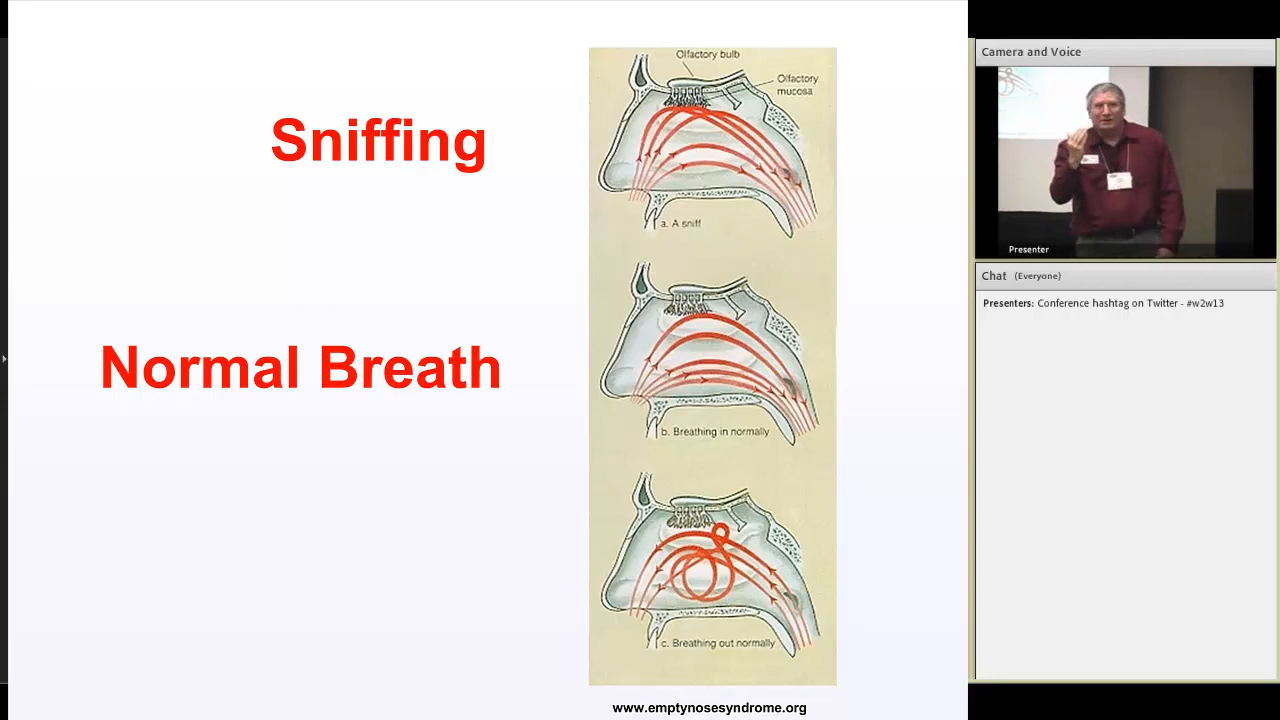 Sniffing
Normal Breath
Olfactory bulb
Olfactory
mucosa
a. A sniff
b. Breathing in normally
c. Breathing out normally
www.emptynosesyndrome.org
Camera and Voice
Presenter
Chat (Everyone)
Presenters: Conference hashtag on Twitter - #w2w13